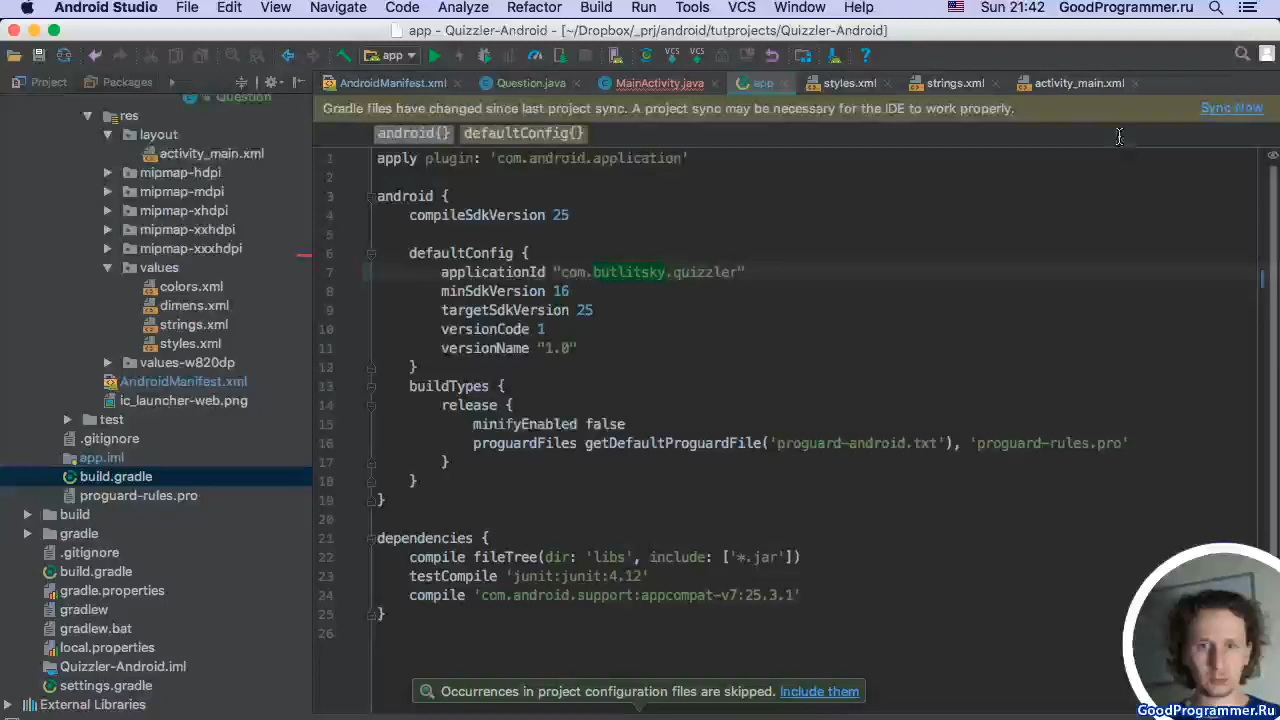 Android Studio File Edit View Navigate Code Analyze Refactor Build Run Tools VCS Window Help Sun 21:42 GoodProgrammer.ru
app - Quizzler-Android - [~/Dropbox/_prj/android/tutprojects/Quizzler-Android]
app VCS VCS
Project Packages AndroidManifest.xml Question.java MainActivity.java app styles.xml strings.xml activity_main.xml
Question
res
layout
activity_main.xml
mipmap-hdpi
mipmap-mdpi
mipmap-xhdpi
mipmap-xxhdpi
mipmap-xxxhdpi
values
colors.xml
dimens.xml
strings.xml
styles.xml
values-w820dp
AndroidManifest.xml
ic_launcher-web.png
test
.gitignore
app.iml
build.gradle
proguard-rules.pro
build
gradle
.gitignore
build.gradle
gradle.properties
gradlew
gradlew.bat
local.properties
Quizzler-Android.iml
settings.gradle
External Libraries
Gradle files have changed since last project sync. A project sync may be necessary for the IDE to work properly. Sync Now
android{} defaultConfig{}
1 apply plugin: 'com.android.application'
2
3 android {
4 compileSdkVersion 25
5
6 defaultConfig {
7 applicationId "com.butlitsky.quizzler"
8 minSdkVersion 16
9 targetSdkVersion 25
10 versionCode 1
11 versionName "1.0"
12 }
13 buildTypes {
14 release {
15 minifyEnabled false
16 proguardFiles getDefaultProguardFile('proguard-android.txt'), 'proguard-rules.pro'
17 }
18 }
19 }
20
21 dependencies {
22 compile fileTree(dir: 'libs', include: ['*.jar'])
23 testCompile 'junit:junit:4.12'
24 compile 'com.android.support:appcompat-v7:25.3.1'
25 }
26
Occurrences in project configuration files are skipped. Include them
GoodProgrammer.Ru